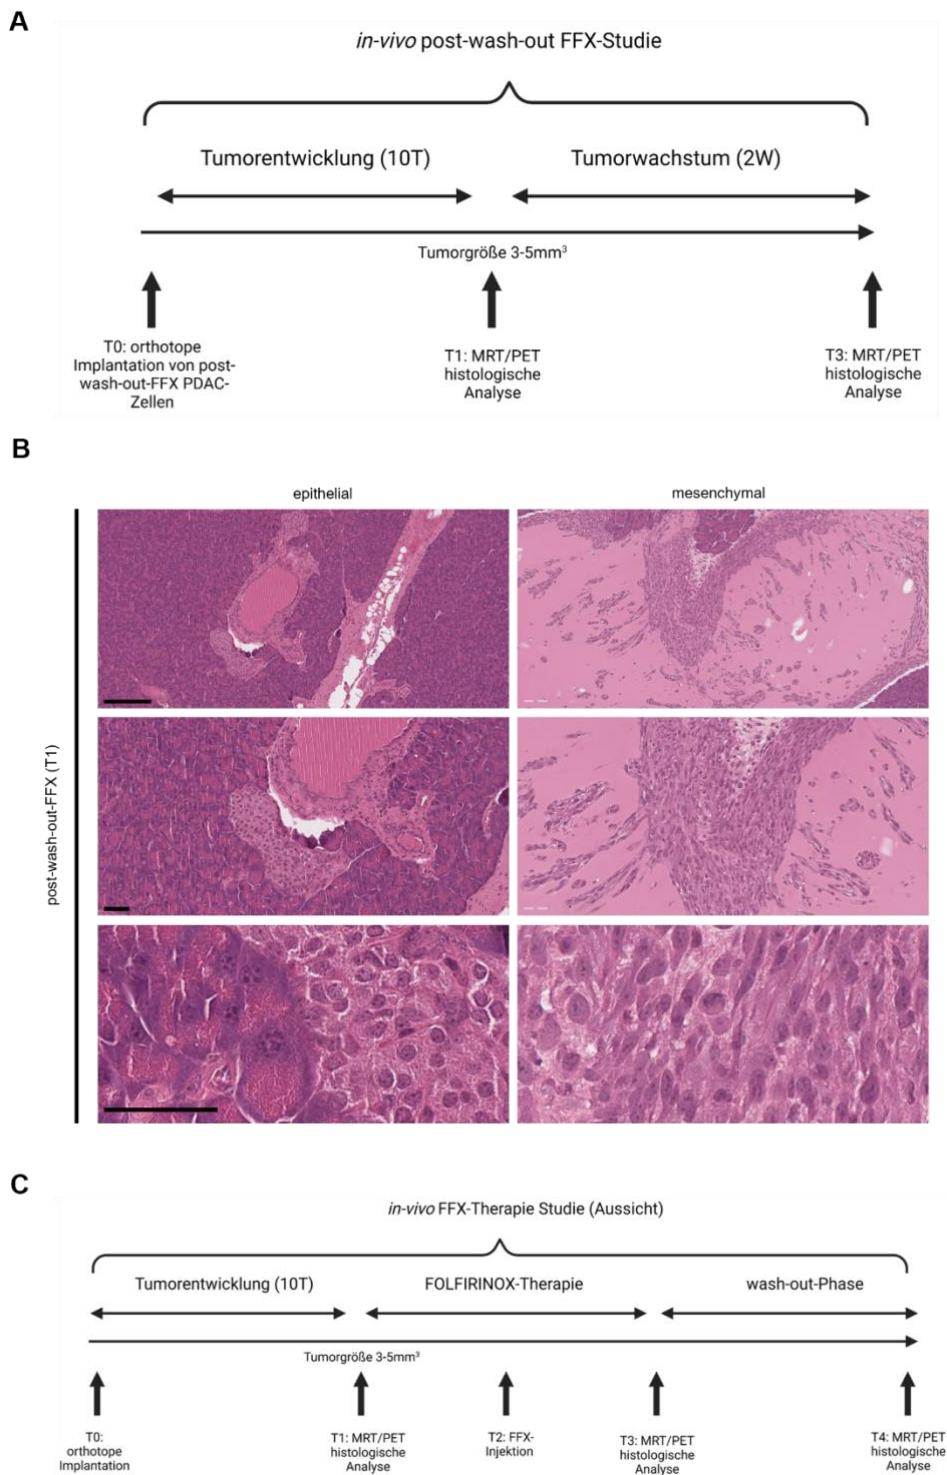 A
in-vivo post-wash-out FFX-Studie
Tumorentwicklung (10T)
Tumorwachstum (2W)
Tumorgröße 3-5mm³
T0: orthotope
Implantation von post-
wash-out-FFX PDAC-
Zellen
T1: MRT/PET
histologische
Analyse
T3: MRT/PET
histologische
Analyse
B
epithelial
mesenchymal
post-wash-out-FFX (T1)
C
in-vivo FFX-Therapie Studie (Aussicht)
Tumorentwicklung (10T)
FOLFIRINOX-Therapie
wash-out-Phase
Tumorgröße 3-5mm³
T0:
orthotope
Implantation
T1: MRT/PET
histologische
Analyse
T2: FFX-
Injektion
T3: MRT/PET
histologische
Analyse
T4: MRT/PET
histologische
Analyse